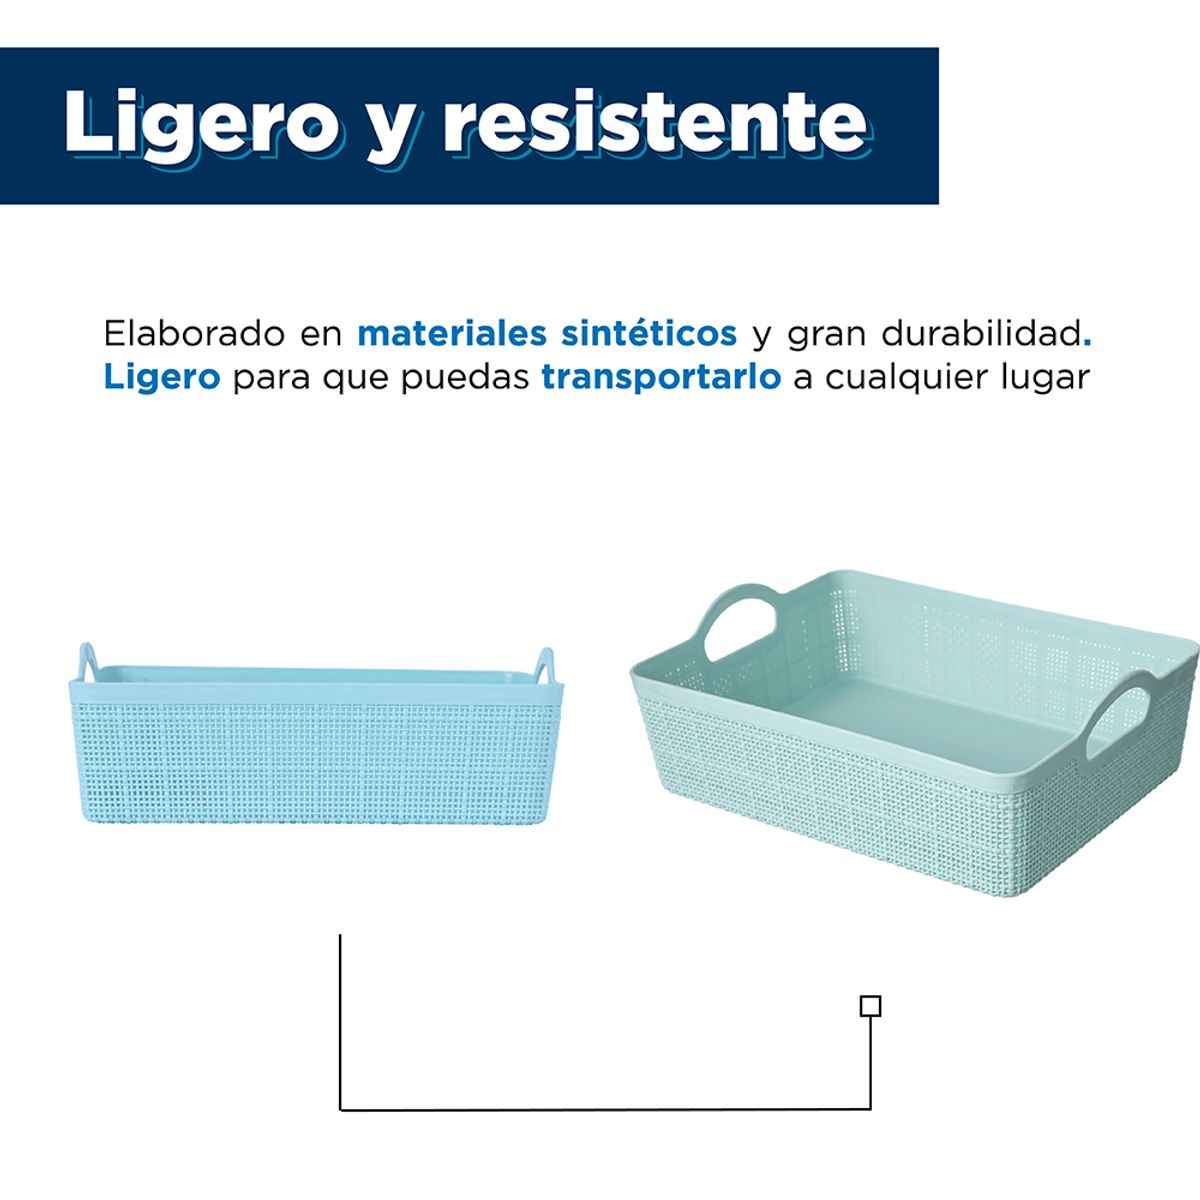 Ligero y resistente
Elaborado en materiales sintéticos y gran durabilidad.
Ligero para que puedas transportarlo a cualquier lugar